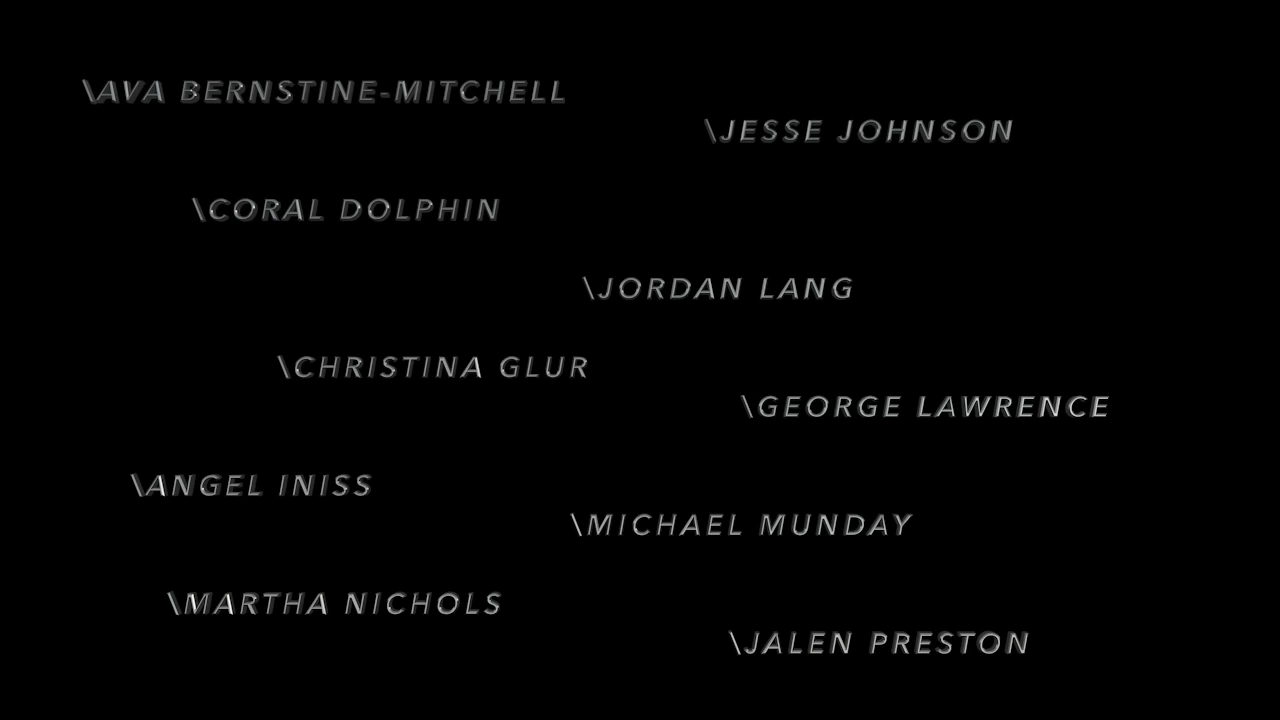 \AVA BERNSTINE-MITCHELL
\JESSE JOHNSON
\CORAL DOLPHIN
\JORDAN LANG
\CHRISTINA GLUR
\GEORGE LAWRENCE
\ANGEL INISS
\MICHAEL MUNDAY
\MARTHA NICHOLS
\JALEN PRESTON